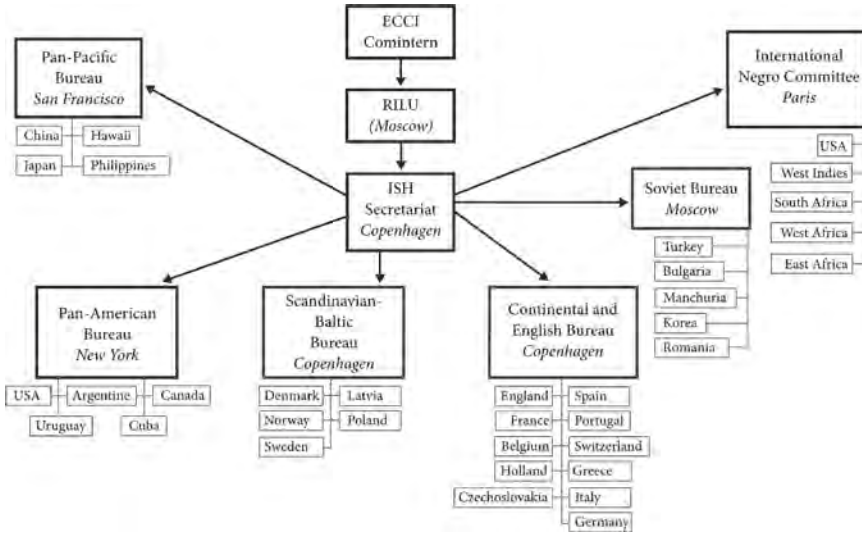 ECCI
Comintern
RILU
(Moscow)
ISH
Secretariat
Copenhagen
Pan-Pacific
Bureau
San Francisco
China
Hawaii
Japan
Philippines
International
Negro Committee
Paris
USA
West Indies
South Africa
West Africa
East Africa
Soviet Bureau
Moscow
Turkey
Bulgaria
Manchuria
Korea
Romania
Pan-American
Bureau
New York
USA
Argentine
Canada
Uruguay
Cuba
Scandinavian-
Baltic
Bureau
Copenhagen
Denmark
Latvia
Norway
Poland
Sweden
Continental and
English Bureau
Copenhagen
England
Spain
France
Portugal
Belgium
Switzerland
Holland
Greece
Czechoslovakia
Italy
Germany